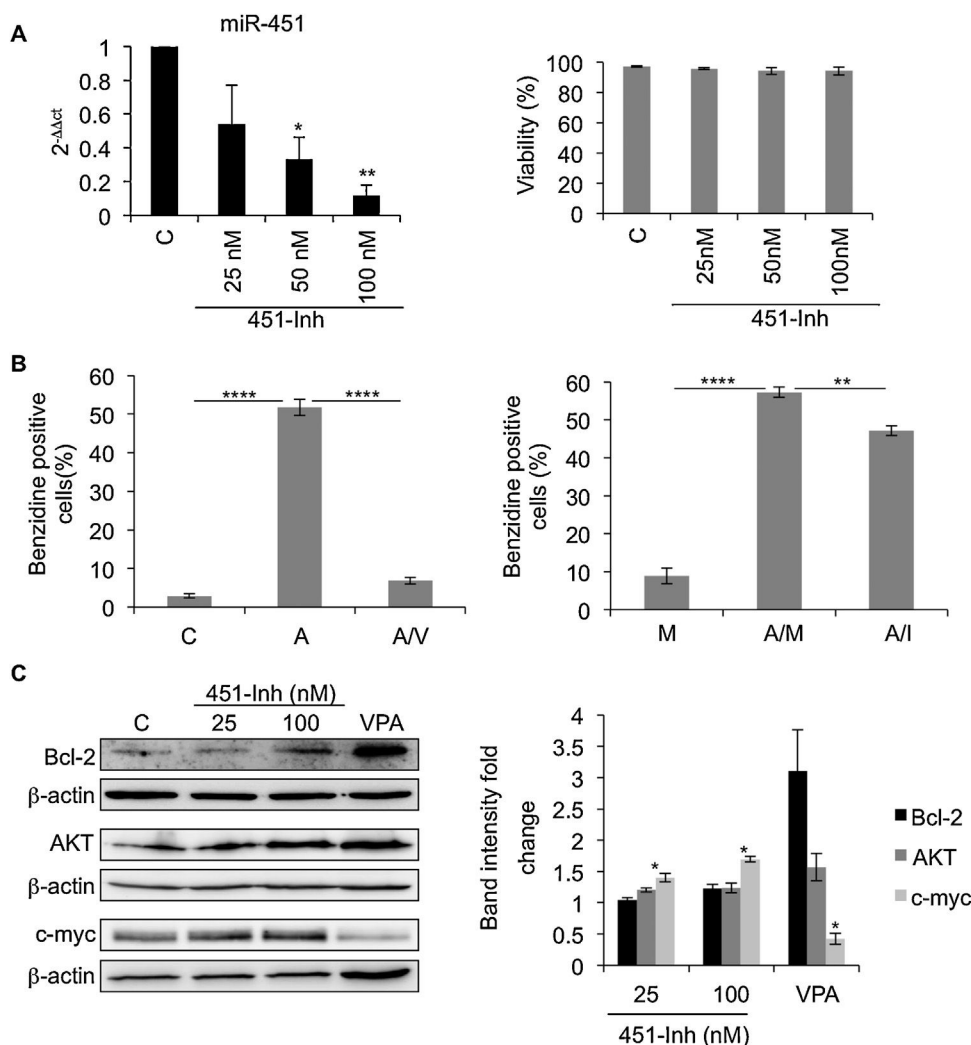 A
miR-451
1
0.8
0.6
0.4
0.2
0
2-ΔΔct
*
**
C
25 nM
50 nM
100 nM
451-Inh
100
80
60
40
20
0
Viability (%)
C
25nM
50nM
100nM
451-Inh
B
60
50
40
30
20
10
0
Benzidine positive
cells(%)
****
****
C
A
A/V
60
50
40
30
20
10
0
Benzidine positive
cells (%)
****
**
M
A/M
A/I
C
451-Inh (nM)
C
25
100
VPA
Bcl-2
β-actin
AKT
β-actin
c-myc
β-actin
4
3.5
3
2.5
2
1.5
1
0.5
0
Band intensity fold
change
*
*
*
Bcl-2
AKT
c-myc
25
100
VPA
451-Inh (nM)